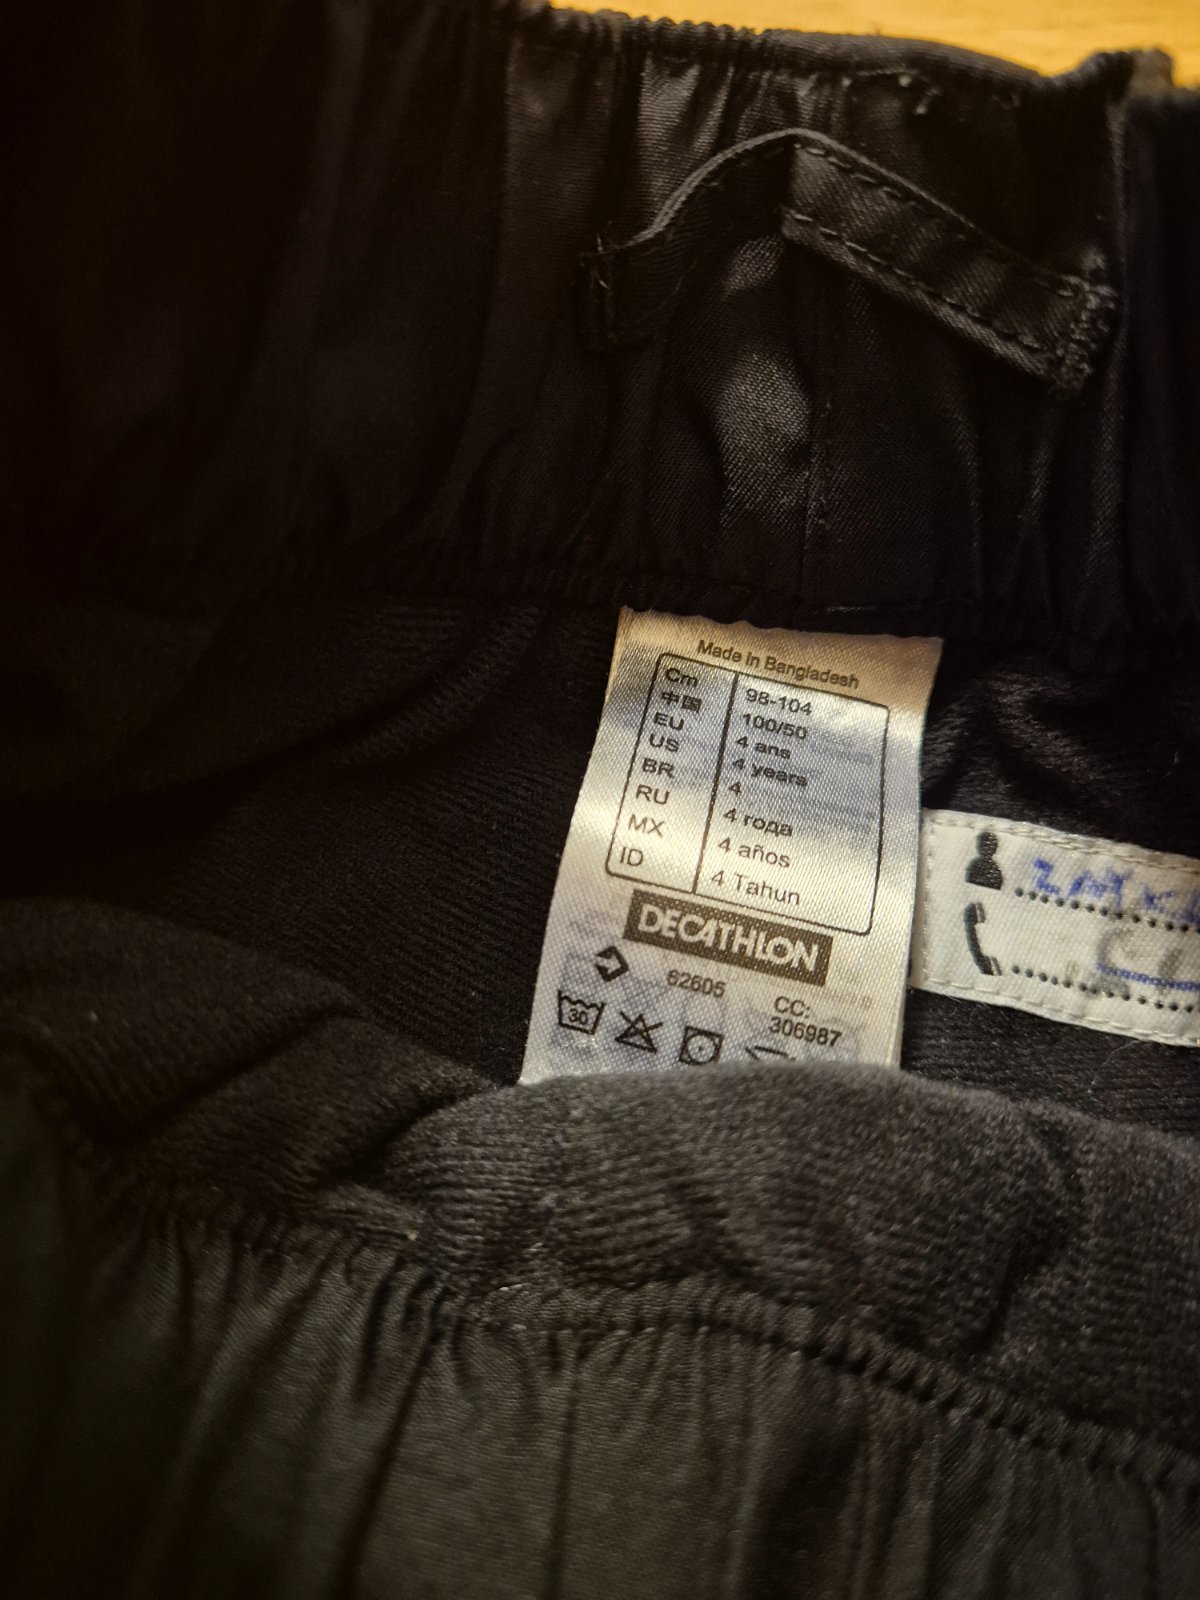 Made in Bangladesh
Cm 98-104
中国 100/50
EU 4 ans
US 4 years
BR 4
RU 4 года
MX 4 años
ID 4 Tahun
DECATHLON
62605 CC:
306987
30